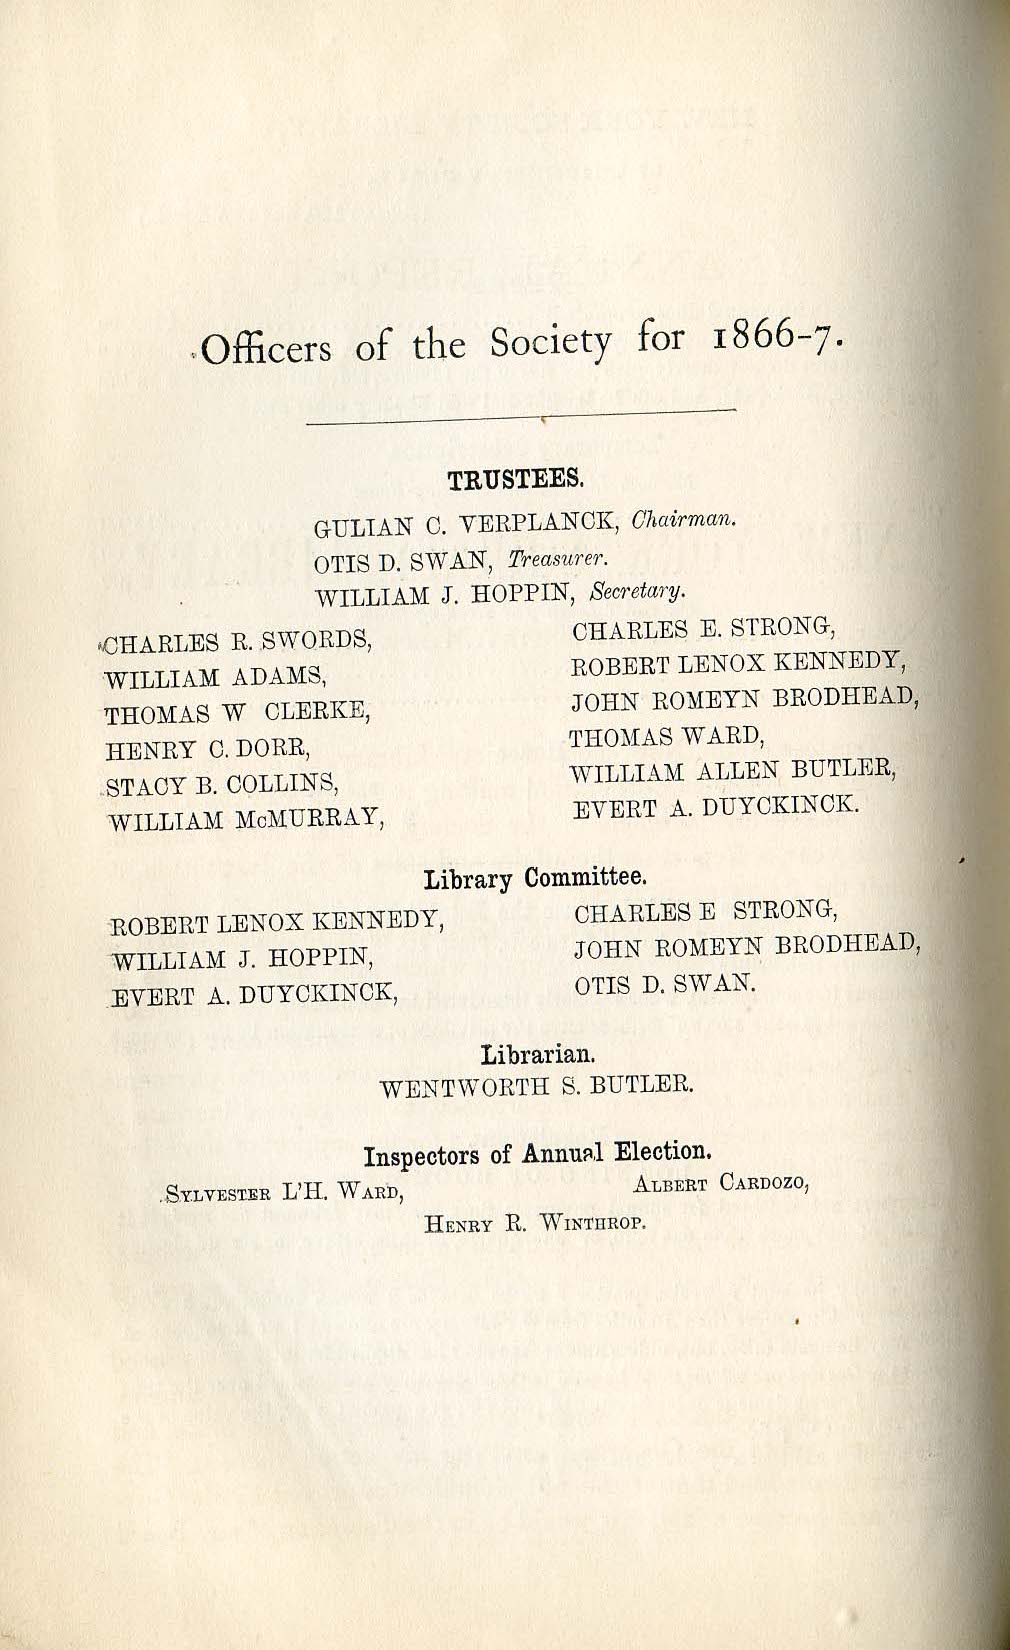 Officers of the Society for 1866-7.
TRUSTEES.
GULIAN C. VERPLANCK, Chairman.
OTIS D. SWAN, Treasurer.
WILLIAM J. HOPPIN, Secretary.
CHARLES R. SWORDS, CHARLES E. STRONG,
WILLIAM ADAMS, ROBERT LENOX KENNEDY,
THOMAS W CLERKE, JOHN ROMEYN BRODHEAD,
HENRY C. DORR, THOMAS WARD,
STACY B. COLLINS, WILLIAM ALLEN BUTLER,
WILLIAM McMURRAY, EVERT A. DUYCKINCK.
Library Committee.
ROBERT LENOX KENNEDY, CHARLES E STRONG,
WILLIAM J. HOPPIN, JOHN ROMEYN BRODHEAD,
EVERT A. DUYCKINCK, OTIS D. SWAN.
Librarian.
WENTWORTH S. BUTLER.
Inspectors of Annual Election.
SYLVESTER L'H. WARD, ALBERT CARDOZO,
HENRY R. WINTHROP.